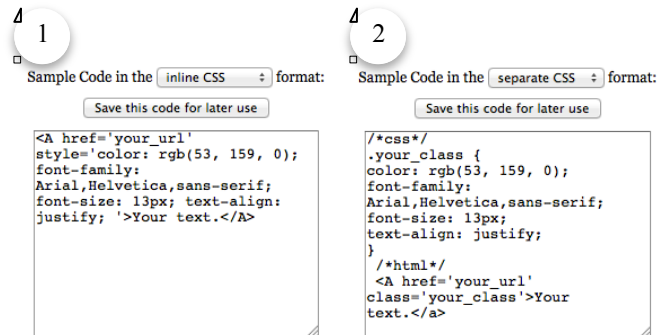 1
Sample Code in the inline CSS format:
Save this code for later use
<A href='your_url'
style='color: rgb(53, 159, 0);
font-family:
Arial,Helvetica,sans-serif;
font-size: 13px; text-align:
justify; '>Your text.</A>
2
Sample Code in the separate CSS format:
Save this code for later use
/*css*/
.your_class {
color: rgb(53, 159, 0);
font-family:
Arial,Helvetica,sans-serif;
font-size: 13px;
text-align: justify;
}
/*html*/
<A href='your_url'
class='your_class'>Your
text.</a>